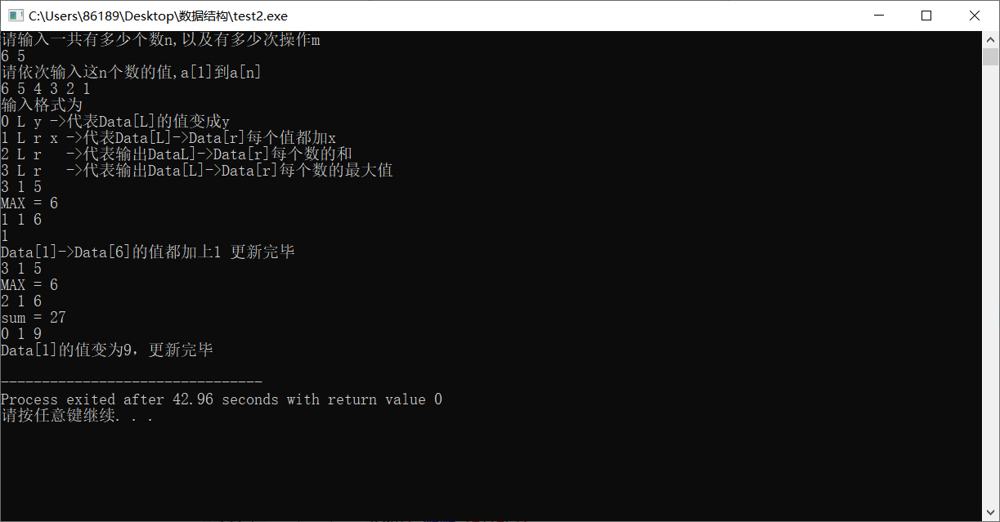 C:\Users\86189\Desktop\数据结构\test2.exe
请输入一共有多少个数n,以及有多少次操作m
6 5
请依次输入这n个数的值,a[1]到a[n]
6 5 4 3 2 1
输入格式为
0 L y ->代表Data[L]的值变成y
1 L r x ->代表Data[L]->Data[r]每个值都加x
2 L r   ->代表输出DataL]->Data[r]每个数的和
3 L r   ->代表输出Data[L]->Data[r]每个数的最大值
3 1 5
MAX = 6
1 1 6
1
Data[1]->Data[6]的值都加上1 更新完毕
3 1 5
MAX = 6
2 1 6
sum = 27
0 1 9
Data[1]的值变为9，更新完毕
--------------------------------
Process exited after 42.96 seconds with return value 0
请按任意键继续. . .